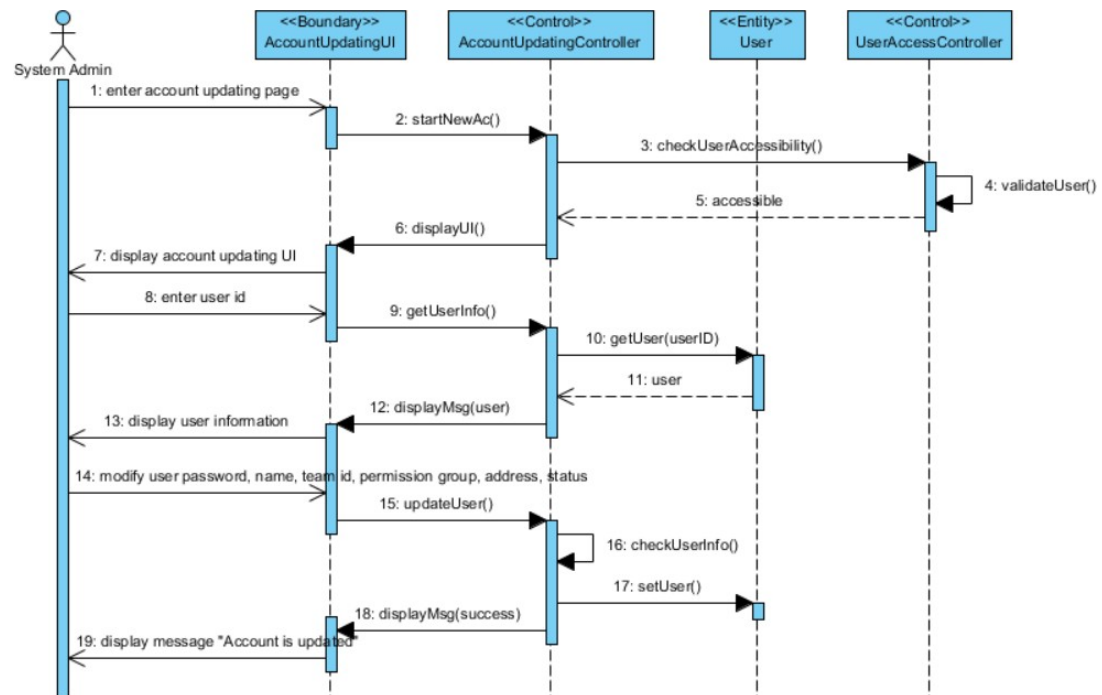 <<Boundary>>
AccountUpdatingUI
<<Control>>
AccountUpdatingController
<<Entity>>
User
<<Control>>
UserAccessController
System Admin
1: enter account updating page
2: startNewAc()
3: checkUserAccessibility()
4: validateUser()
5: accessible
6: displayUI()
7: display account updating UI
8: enter user id
9: getUserInfo()
10: getUser(userID)
11: user
12: displayMsg(user)
13: display user information
14: modify user password, name, team id, permission group, address, status
15: updateUser()
16: checkUserInfo()
17: setUser()
18: displayMsg(success)
19: display message "Account is updated"